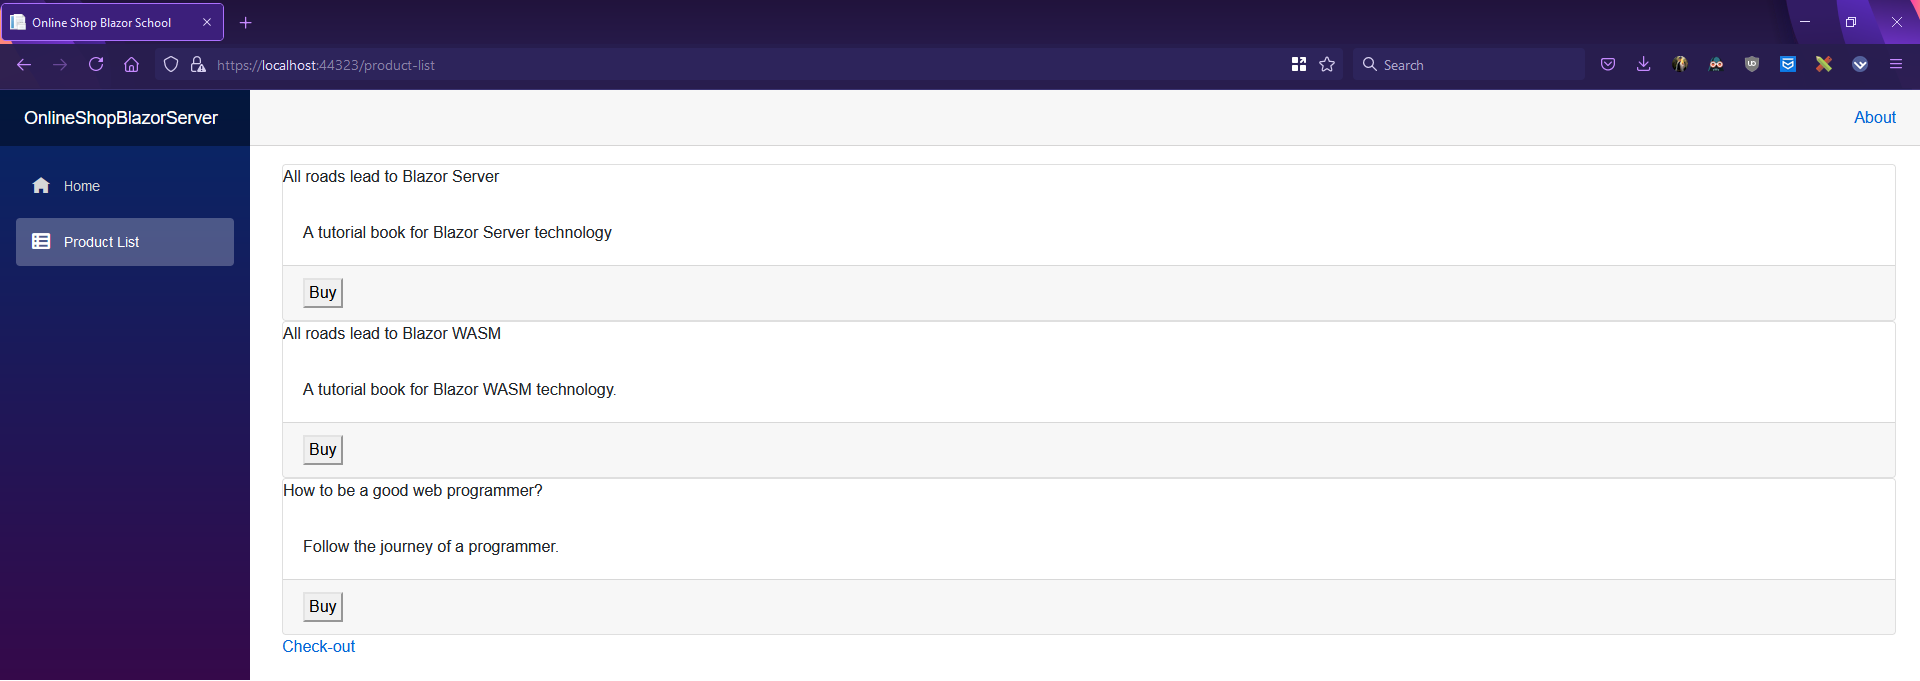 Online Shop Blazor School
https://localhost:44323/product-list
Search
OnlineShopBlazorServer
About
Home
Product List
All roads lead to Blazor Server
A tutorial book for Blazor Server technology
Buy
All roads lead to Blazor WASM
A tutorial book for Blazor WASM technology.
Buy
How to be a good web programmer?
Follow the journey of a programmer.
Buy
Check-out